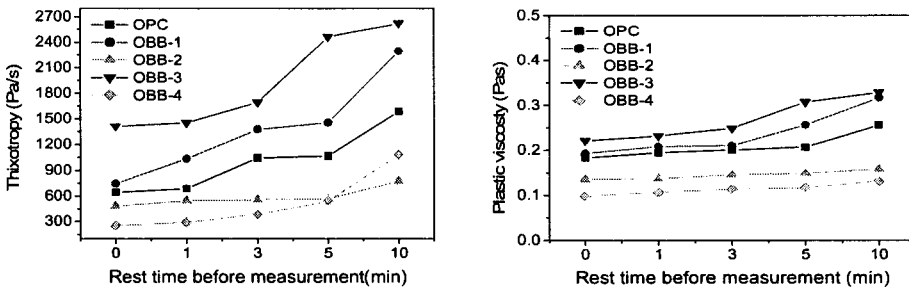 Thixotropy (Pa/s)
2700
2400
2100
1800
1500
1200
900
600
300
OPC
OBB-1
OBB-2
OBB-3
OBB-4
0 1 3 5 10
Rest time before measurement(min)
Plastic viscosty (Pas)
0.5
0.4
0.3
0.2
0.1
0.0
OPC
OBB-1
OBB-2
OBB-3
OBB-4
0 1 3 5 10
Rest time before measurement (min)